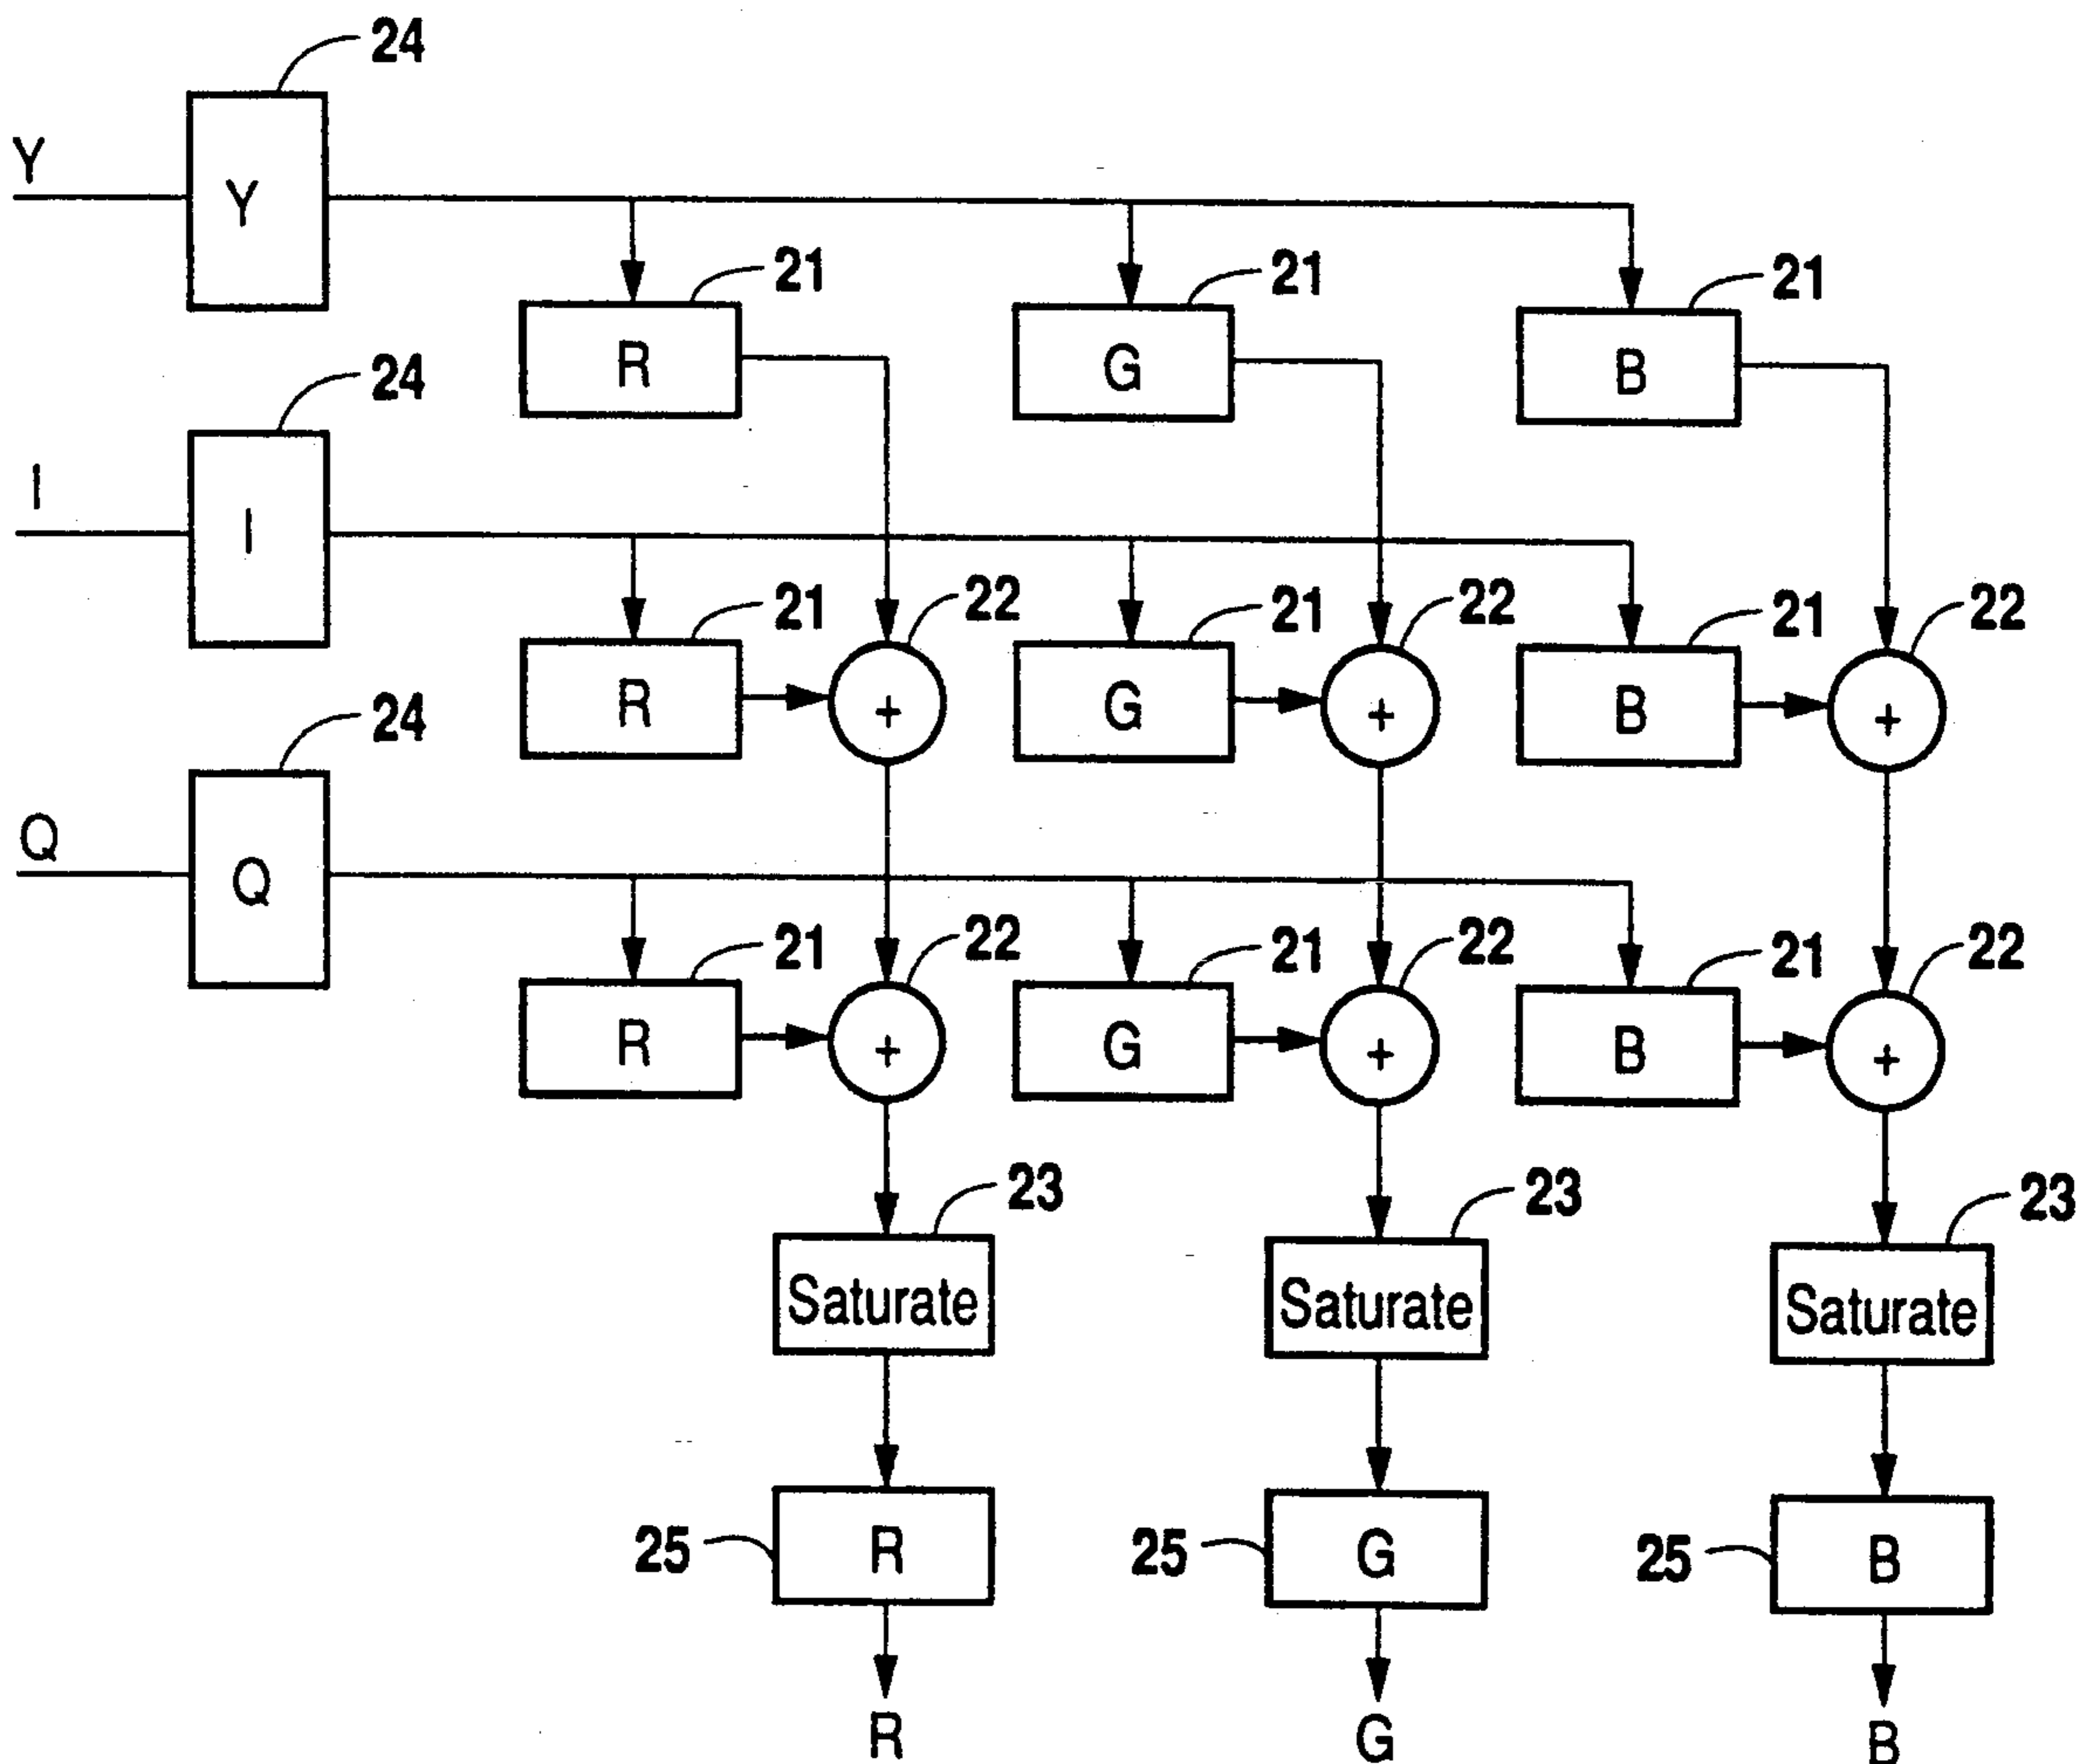 24
Y
Y
21 21 21
R G B
24
I
I
21 22 21 22 21 22
R + G + B +
24
Q
Q
21 22 21 22 21 22
R + G + B +
23 23 23
Saturate Saturate Saturate
25 R 25 G 25 B
R G B